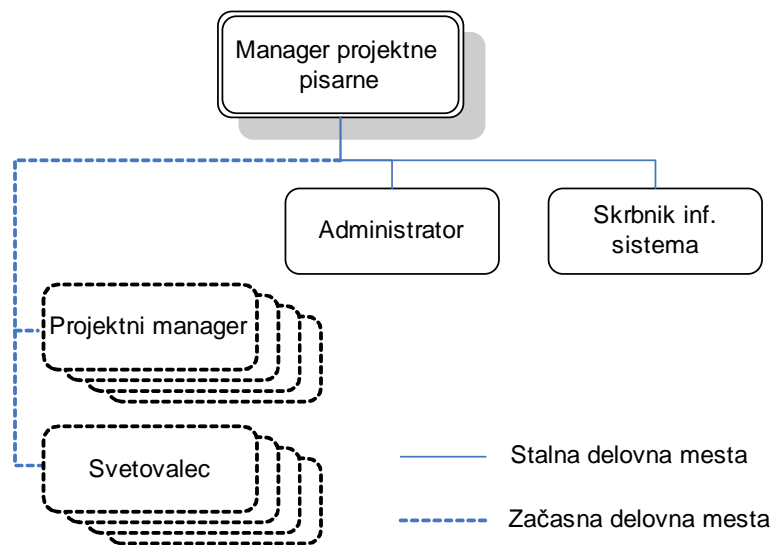 Manager projektne
pisarne
Administrator
Skrbnik inf.
sistema
Projektni manager
Svetovalec
Stalna delovna mesta
Začasna delovna mesta